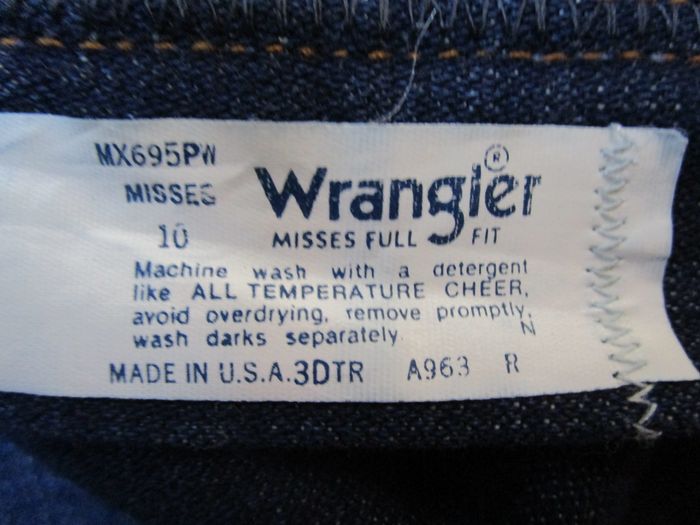 MX695PW
MISSES
10
Wrangler®
MISSES FULL FIT
Machine wash with a detergent
like ALL TEMPERATURE CHEER,
avoid overdrying, remove promptly,
wash darks separately. N
MADE IN U.S.A. 3DTR A963 R